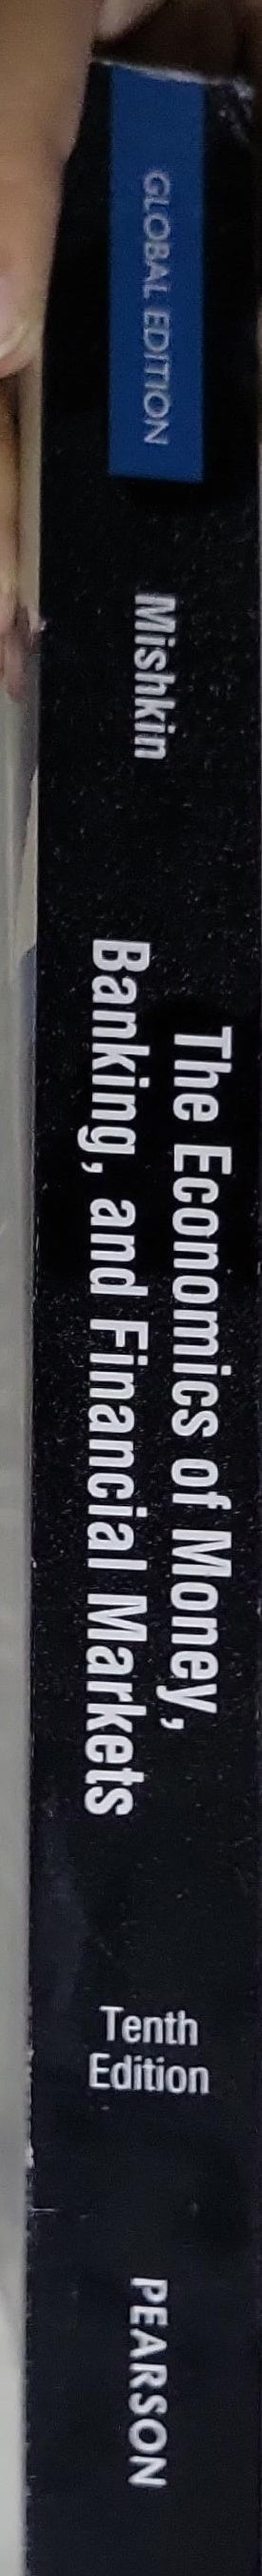 GLOBAL EDITION
Mishkin
The Economics of Money,
Banking, and Financial Markets
Tenth
Edition
PEARSON